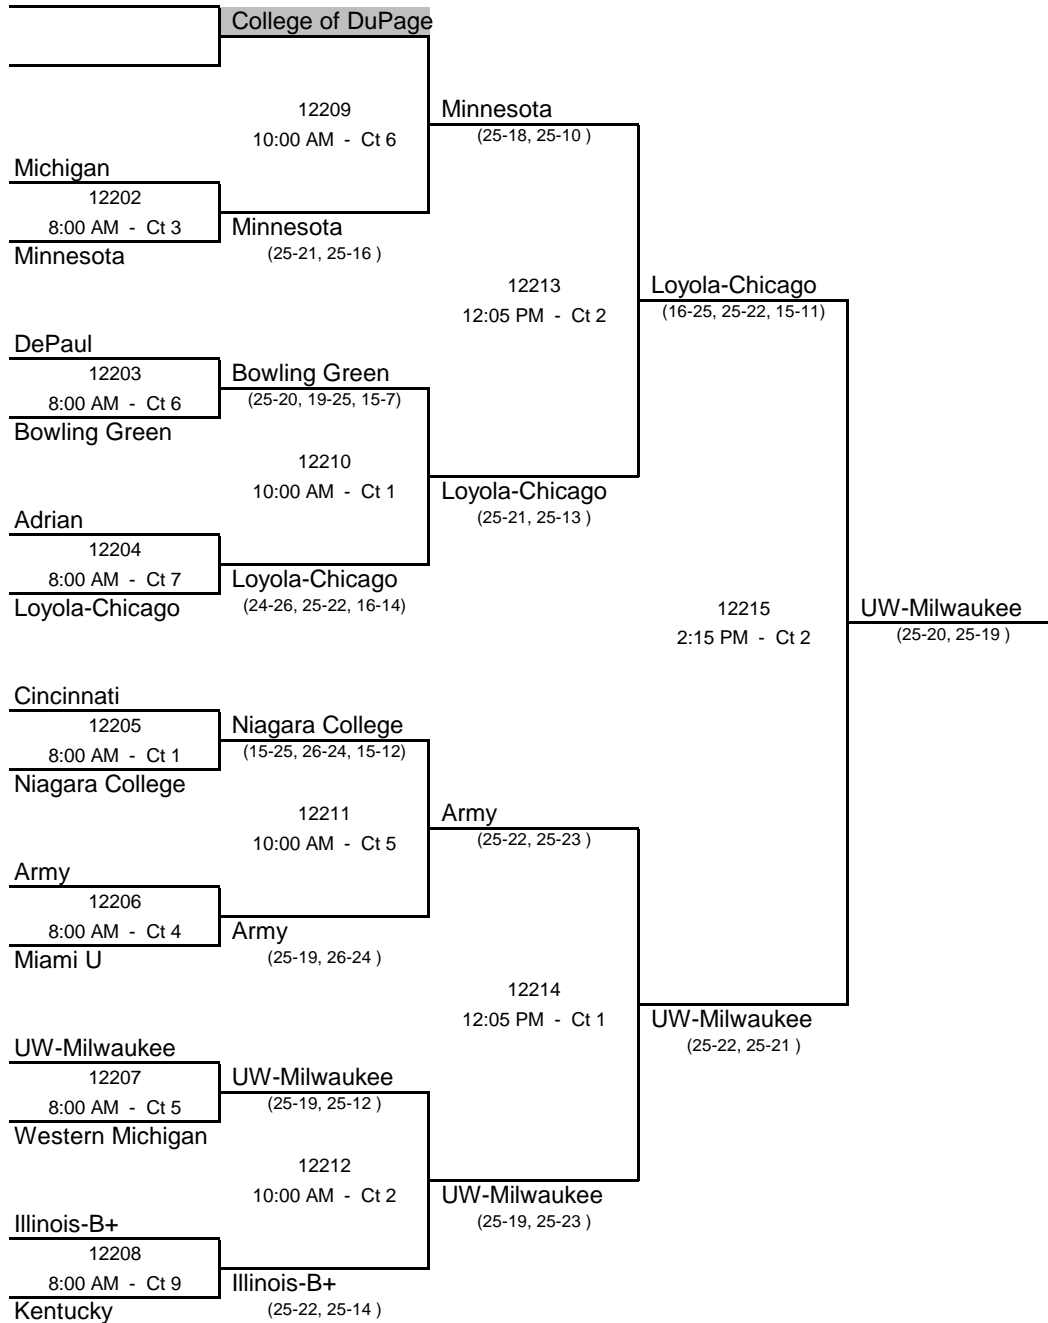 College of DuPage
12209
10:00 AM - Ct 6
Minnesota
(25-18, 25-10 )
Michigan
12202
8:00 AM - Ct 3
Minnesota
Minnesota
(25-21, 25-16 )
12213
12:05 PM - Ct 2
Loyola-Chicago
(16-25, 25-22, 15-11)
DePaul
12203
8:00 AM - Ct 6
Bowling Green
Bowling Green
(25-20, 19-25, 15-7)
12210
10:00 AM - Ct 1
Loyola-Chicago
(25-21, 25-13 )
Adrian
12204
8:00 AM - Ct 7
Loyola-Chicago
Loyola-Chicago
(24-26, 25-22, 16-14)
12215
2:15 PM - Ct 2
UW-Milwaukee
(25-20, 25-19 )
Cincinnati
12205
8:00 AM - Ct 1
Niagara College
Niagara College
(15-25, 26-24, 15-12)
12211
10:00 AM - Ct 5
Army
(25-22, 25-23 )
Army
12206
8:00 AM - Ct 4
Miami U
Army
(25-19, 26-24 )
12214
12:05 PM - Ct 1
UW-Milwaukee
(25-22, 25-21 )
UW-Milwaukee
12207
8:00 AM - Ct 5
Western Michigan
UW-Milwaukee
(25-19, 25-12 )
12212
10:00 AM - Ct 2
UW-Milwaukee
(25-19, 25-23 )
Illinois-B+
12208
8:00 AM - Ct 9
Kentucky
Illinois-B+
(25-22, 25-14 )